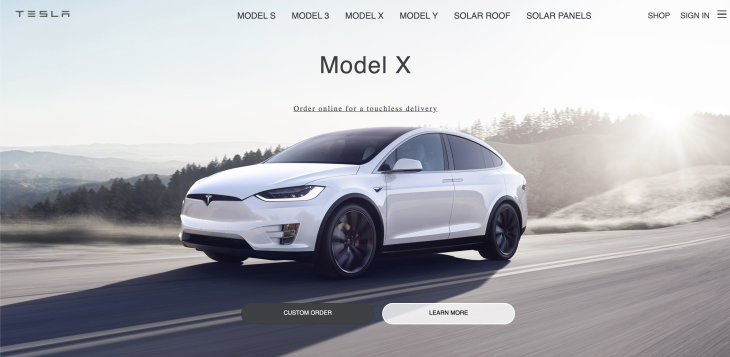 TESLA MODEL S MODEL 3 MODEL X MODEL Y SOLAR ROOF SOLAR PANELS SHOP SIGN IN
Model X
Order online for a touchless delivery
CUSTOM ORDER LEARN MORE